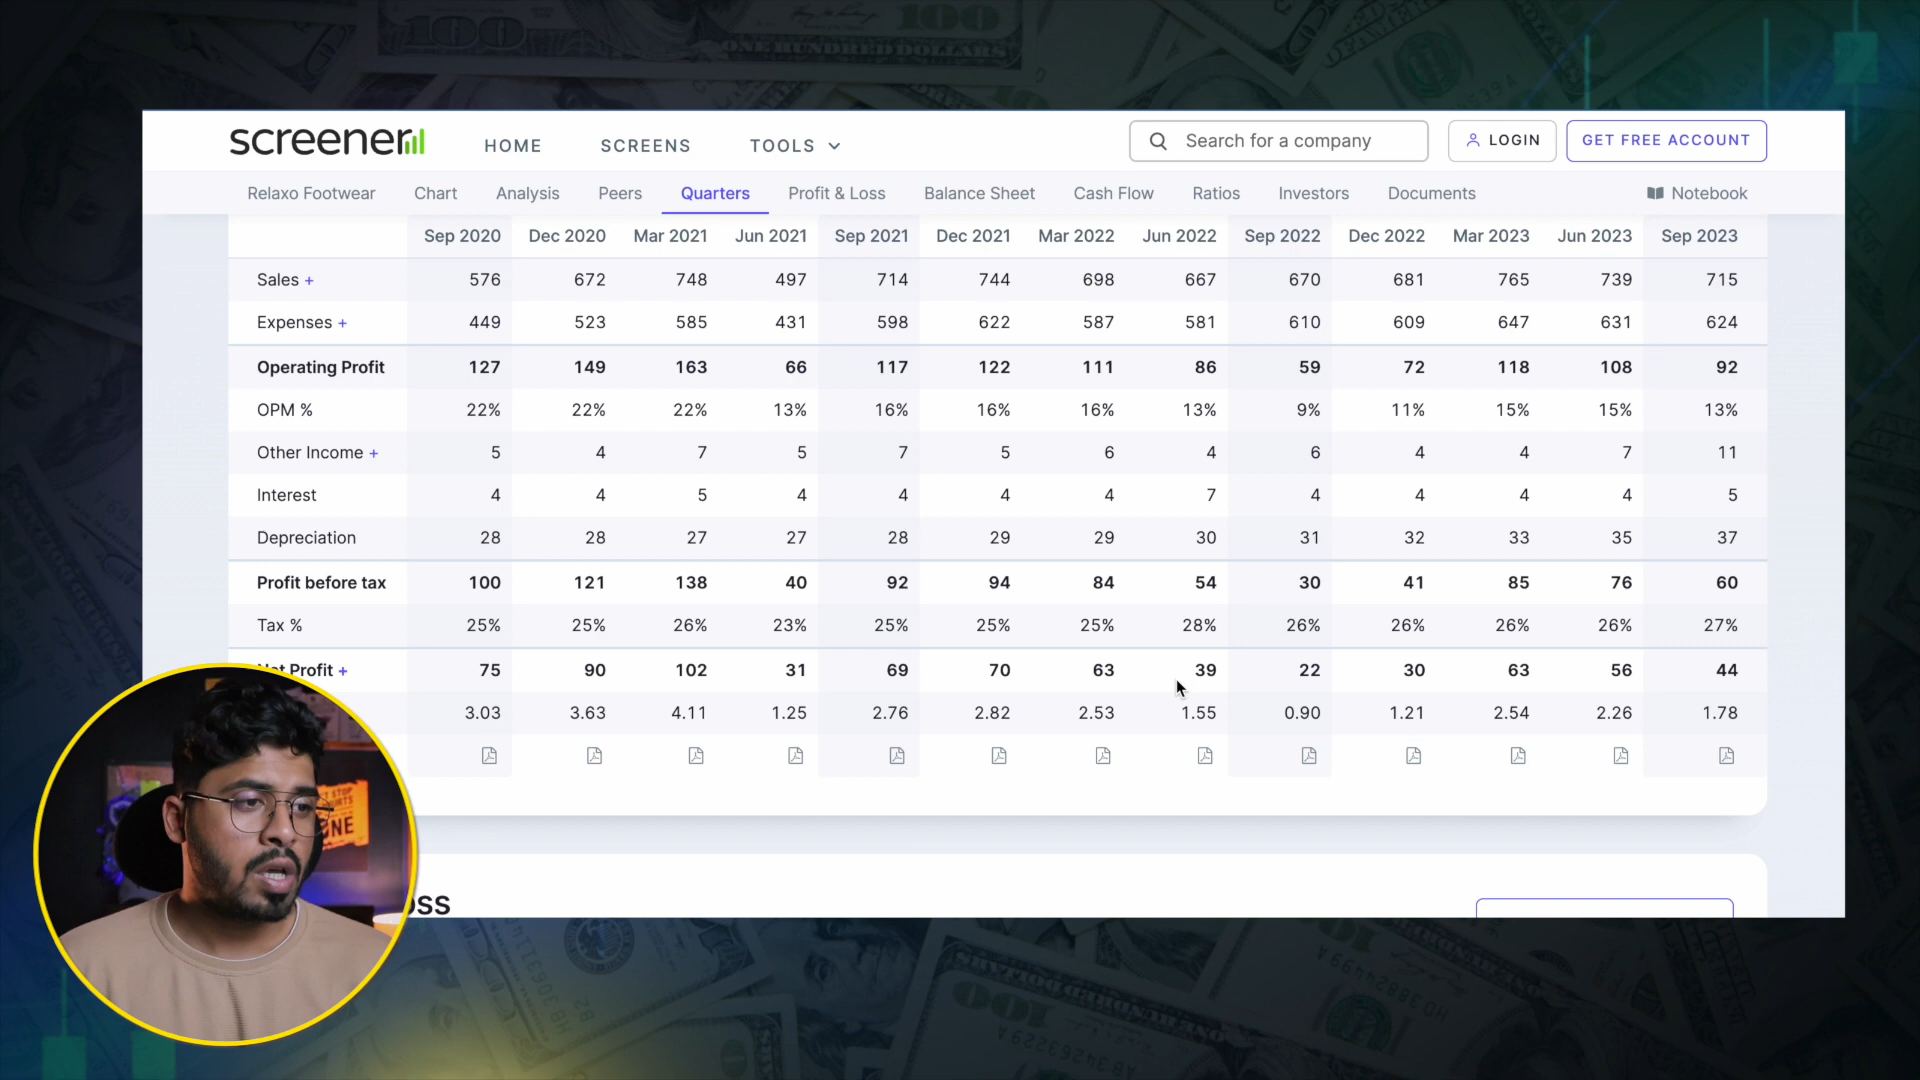 screener
HOME SCREENS TOOLS
Search for a company
LOGIN
GET FREE ACCOUNT
Relaxo Footwear Chart Analysis Peers Quarters Profit & Loss Balance Sheet Cash Flow Ratios Investors Documents Notebook
Sep 2020 Dec 2020 Mar 2021 Jun 2021 Sep 2021 Dec 2021 Mar 2022 Jun 2022 Sep 2022 Dec 2022 Mar 2023 Jun 2023 Sep 2023
Sales + 576 672 748 497 714 744 698 667 670 681 765 739 715
Expenses + 449 523 585 431 598 622 587 581 610 609 647 631 624
Operating Profit 127 149 163 66 117 122 111 86 59 72 118 108 92
OPM % 22% 22% 22% 13% 16% 16% 16% 13% 9% 11% 15% 15% 13%
Other Income + 5 4 7 5 7 5 6 4 6 4 4 7 11
Interest 4 4 5 4 4 4 4 7 4 4 4 4 5
Depreciation 28 28 27 27 28 29 29 30 31 32 33 35 37
Profit before tax 100 121 138 40 92 94 84 54 30 41 85 76 60
Tax % 25% 25% 26% 23% 25% 25% 25% 28% 26% 26% 26% 26% 27%
Profit + 75 90 102 31 69 70 63 39 22 30 63 56 44
3.03 3.63 4.11 1.25 2.76 2.82 2.53 1.55 0.90 1.21 2.54 2.26 1.78
oss